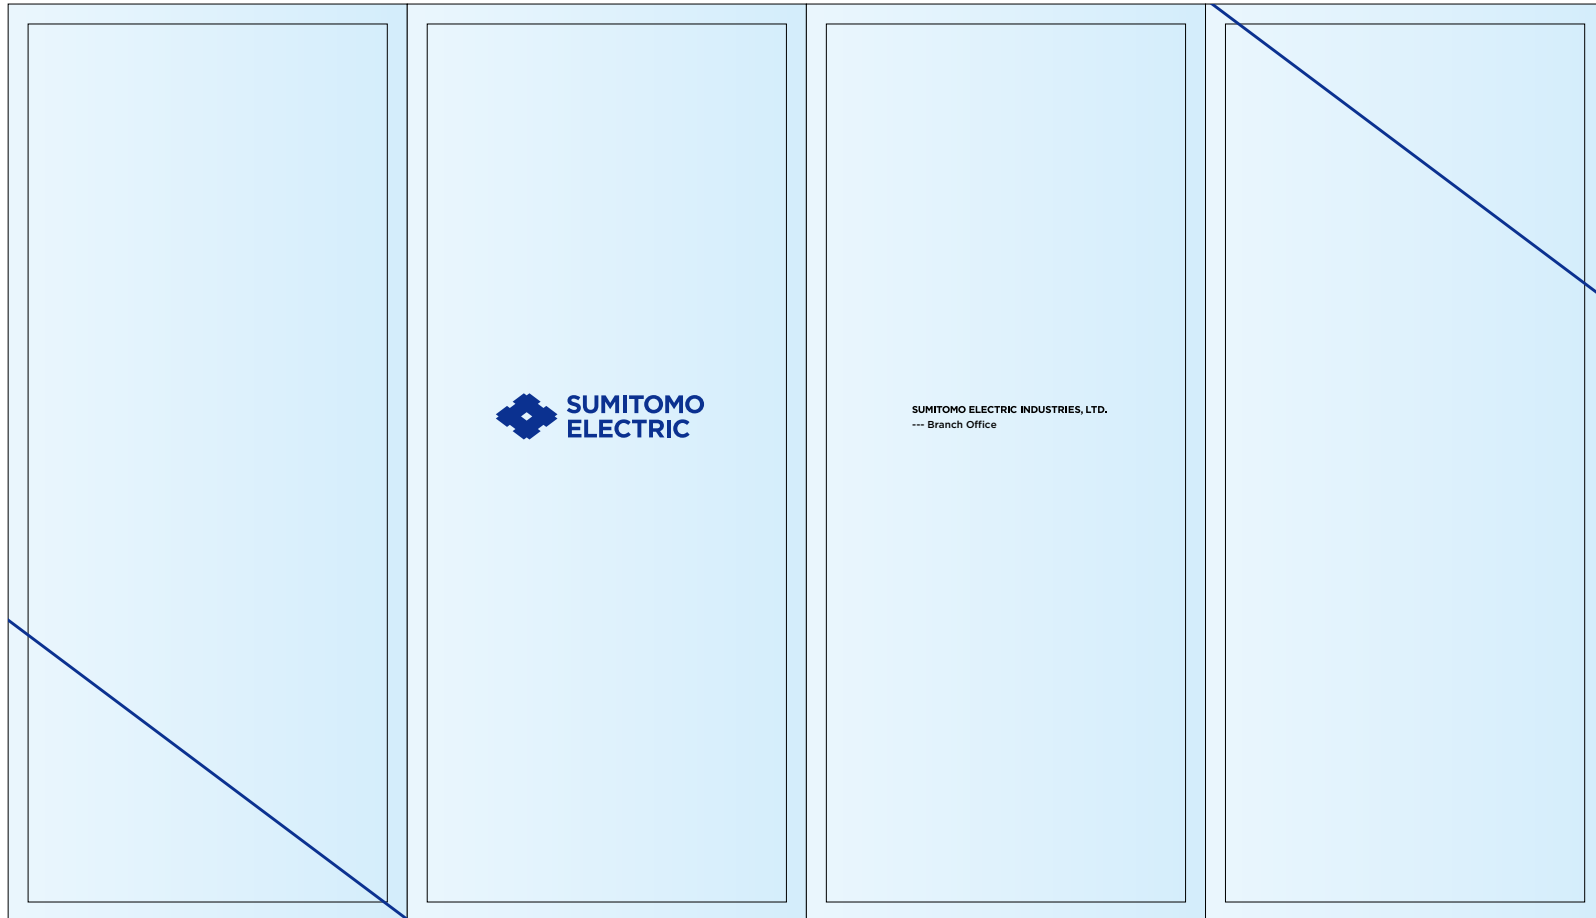 SUMITOMO
ELECTRIC
SUMITOMO ELECTRIC INDUSTRIES, LTD.
--- Branch Office